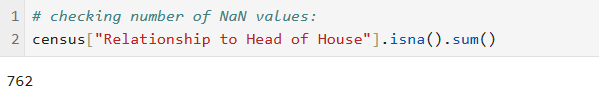 1 # checking number of NaN values:
2 census["Relationship to Head of House"].isna().sum()
762